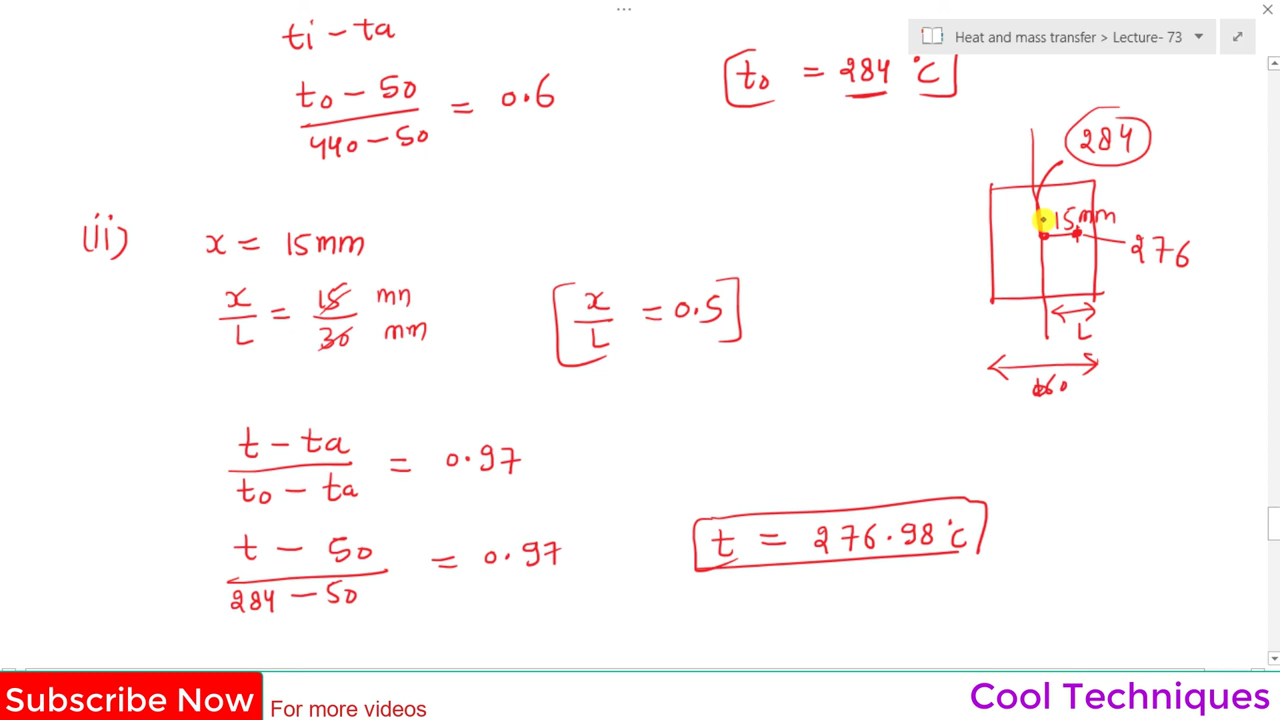 ...
Heat and mass transfer > Lecture- 73
ti - ta
to - 50 / 440 - 50 = 0.6
to = 284 °C
284
15mm
276
L
60
(ii) x = 15mm
x/L = 15 mm / 30 mm
[x/L = 0.5]
t - ta / to - ta = 0.97
t - 50 / 284 - 50 = 0.97
t = 276.98 °C
Subscribe Now
For more videos
Cool Techniques